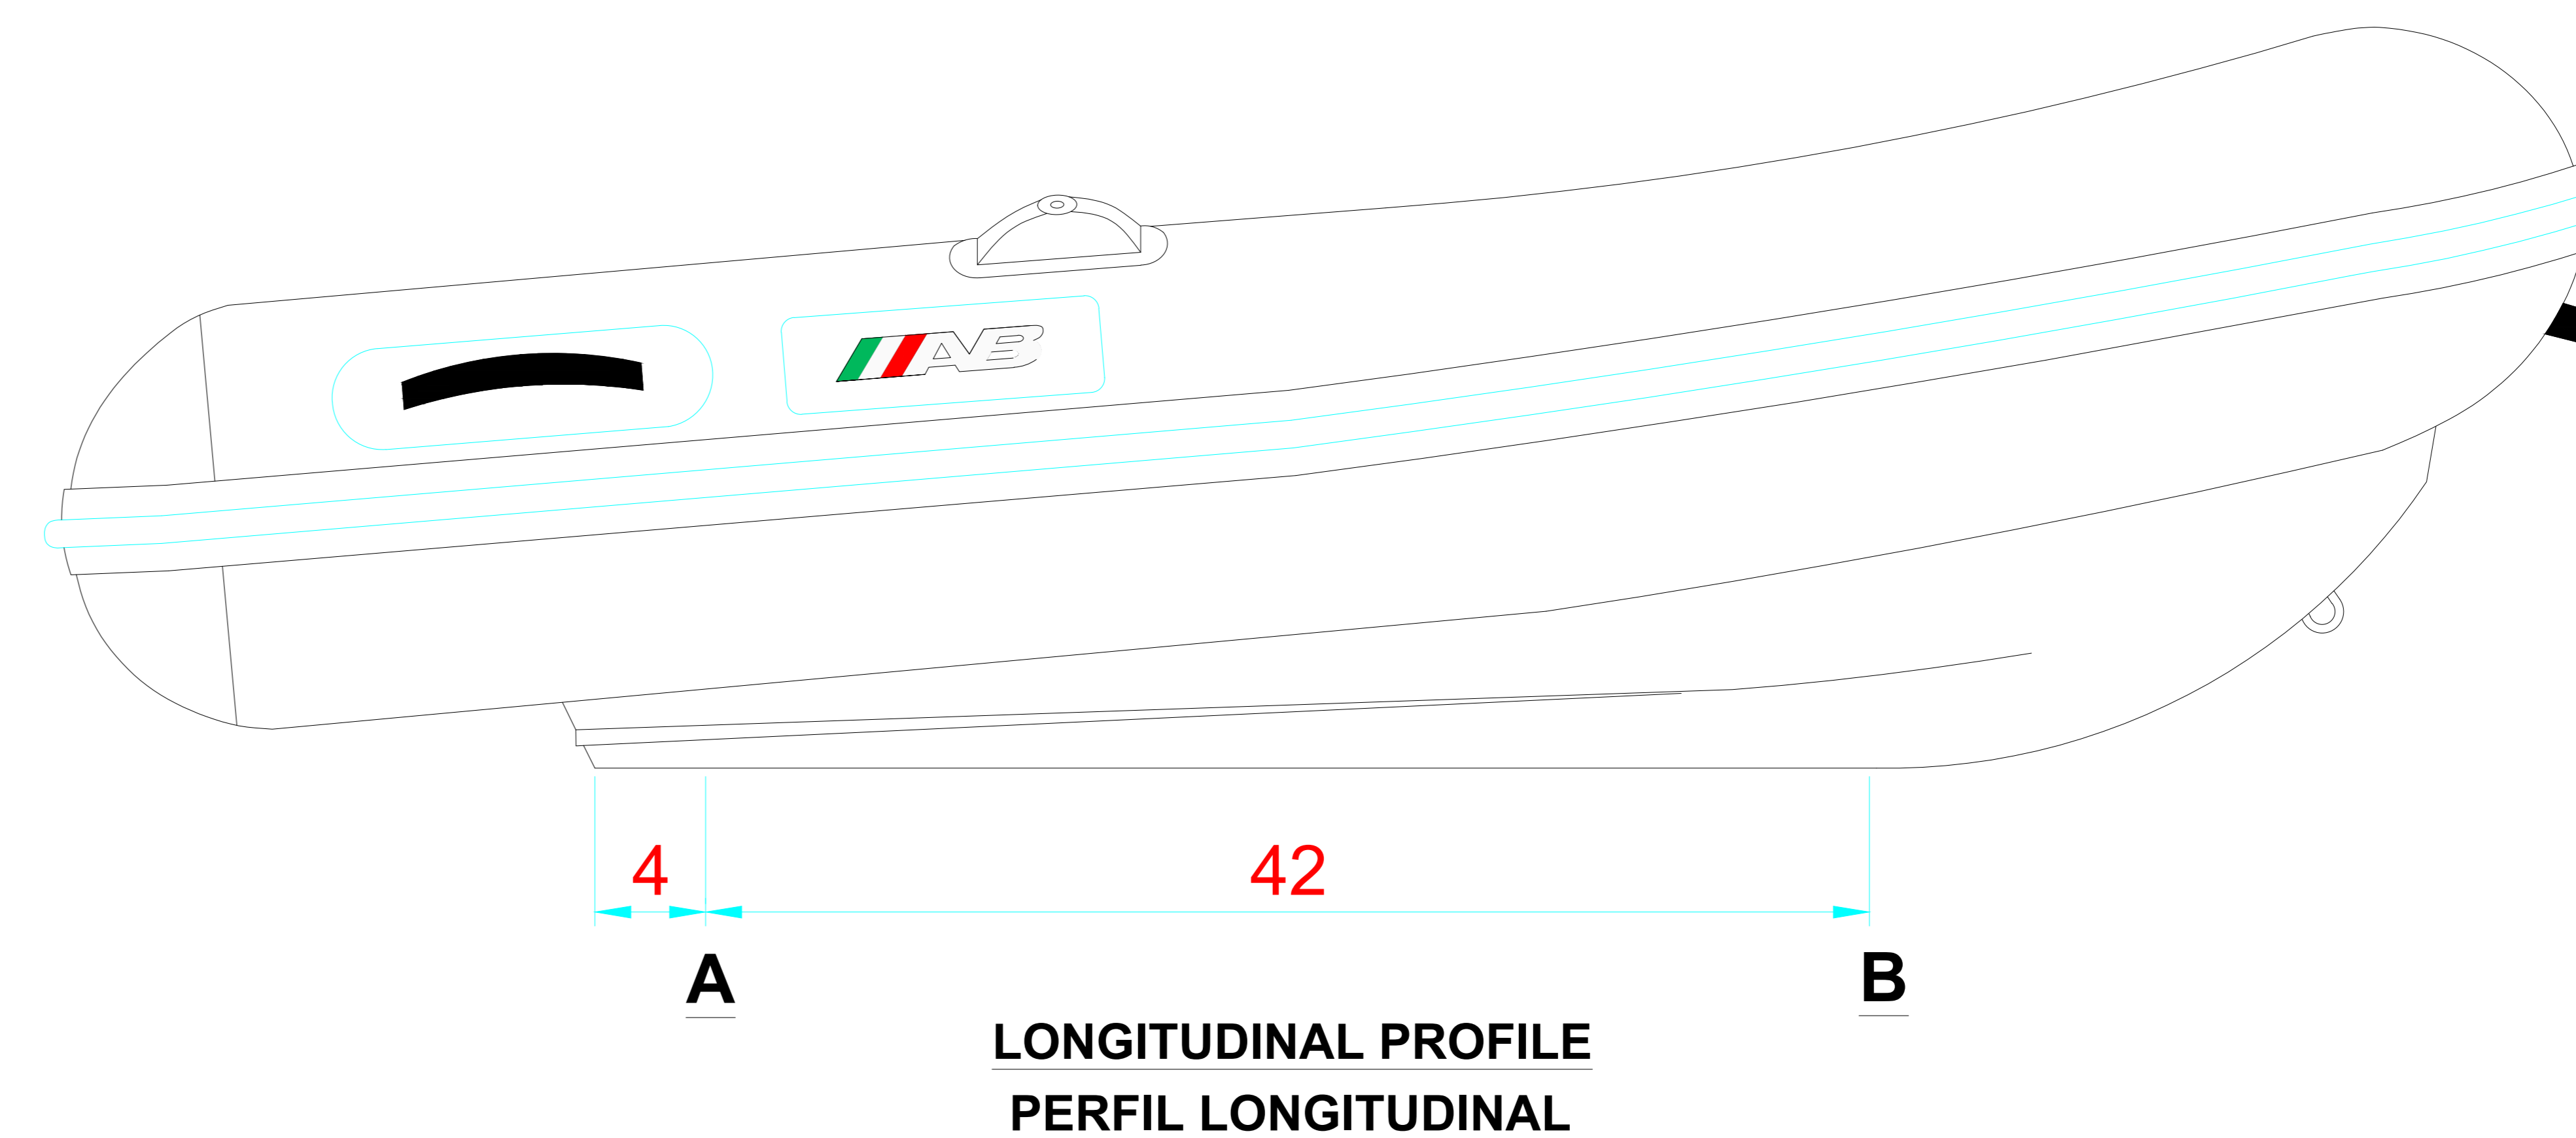 AB
4 42
A B
LONGITUDINAL PROFILE
PERFIL LONGITUDINAL